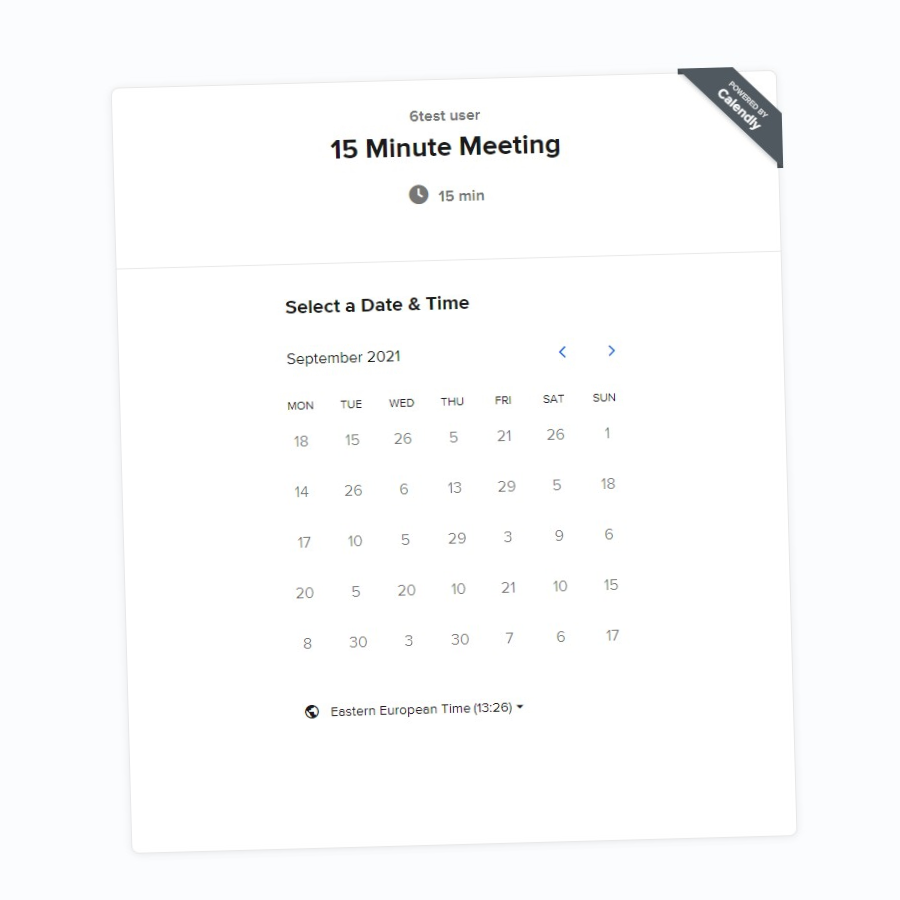 POWERED BY
Calendly
6test user
15 Minute Meeting
15 min
Select a Date & Time
September 2021
MON TUE WED THU FRI SAT SUN
18 15 26 5 21 26 1
14 26 6 13 29 5 18
17 10 5 29 3 9 6
20 5 20 10 21 10 15
8 30 3 30 7 6 17
Eastern European Time (13:26)